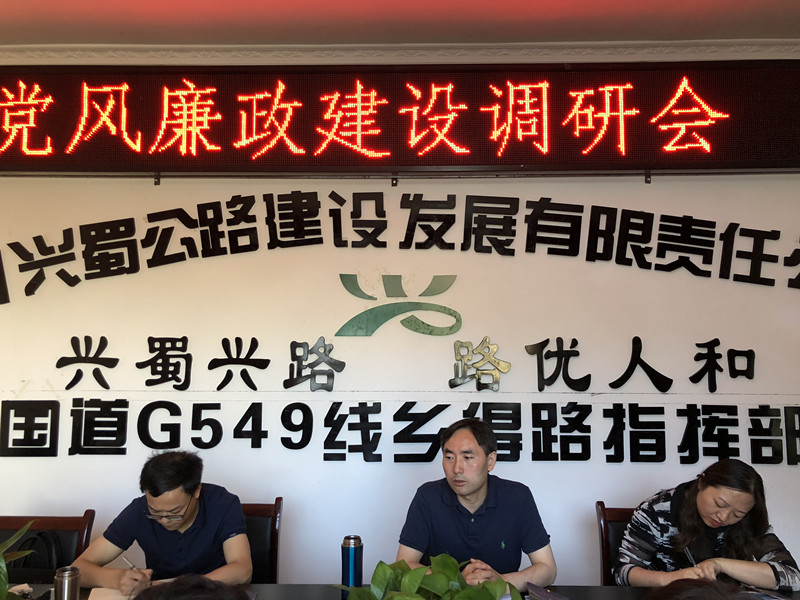 党风廉政建设调研会
川兴蜀公路建设发展有限责任公
兴蜀兴路 路优人和
国道G549线乡得路指挥部